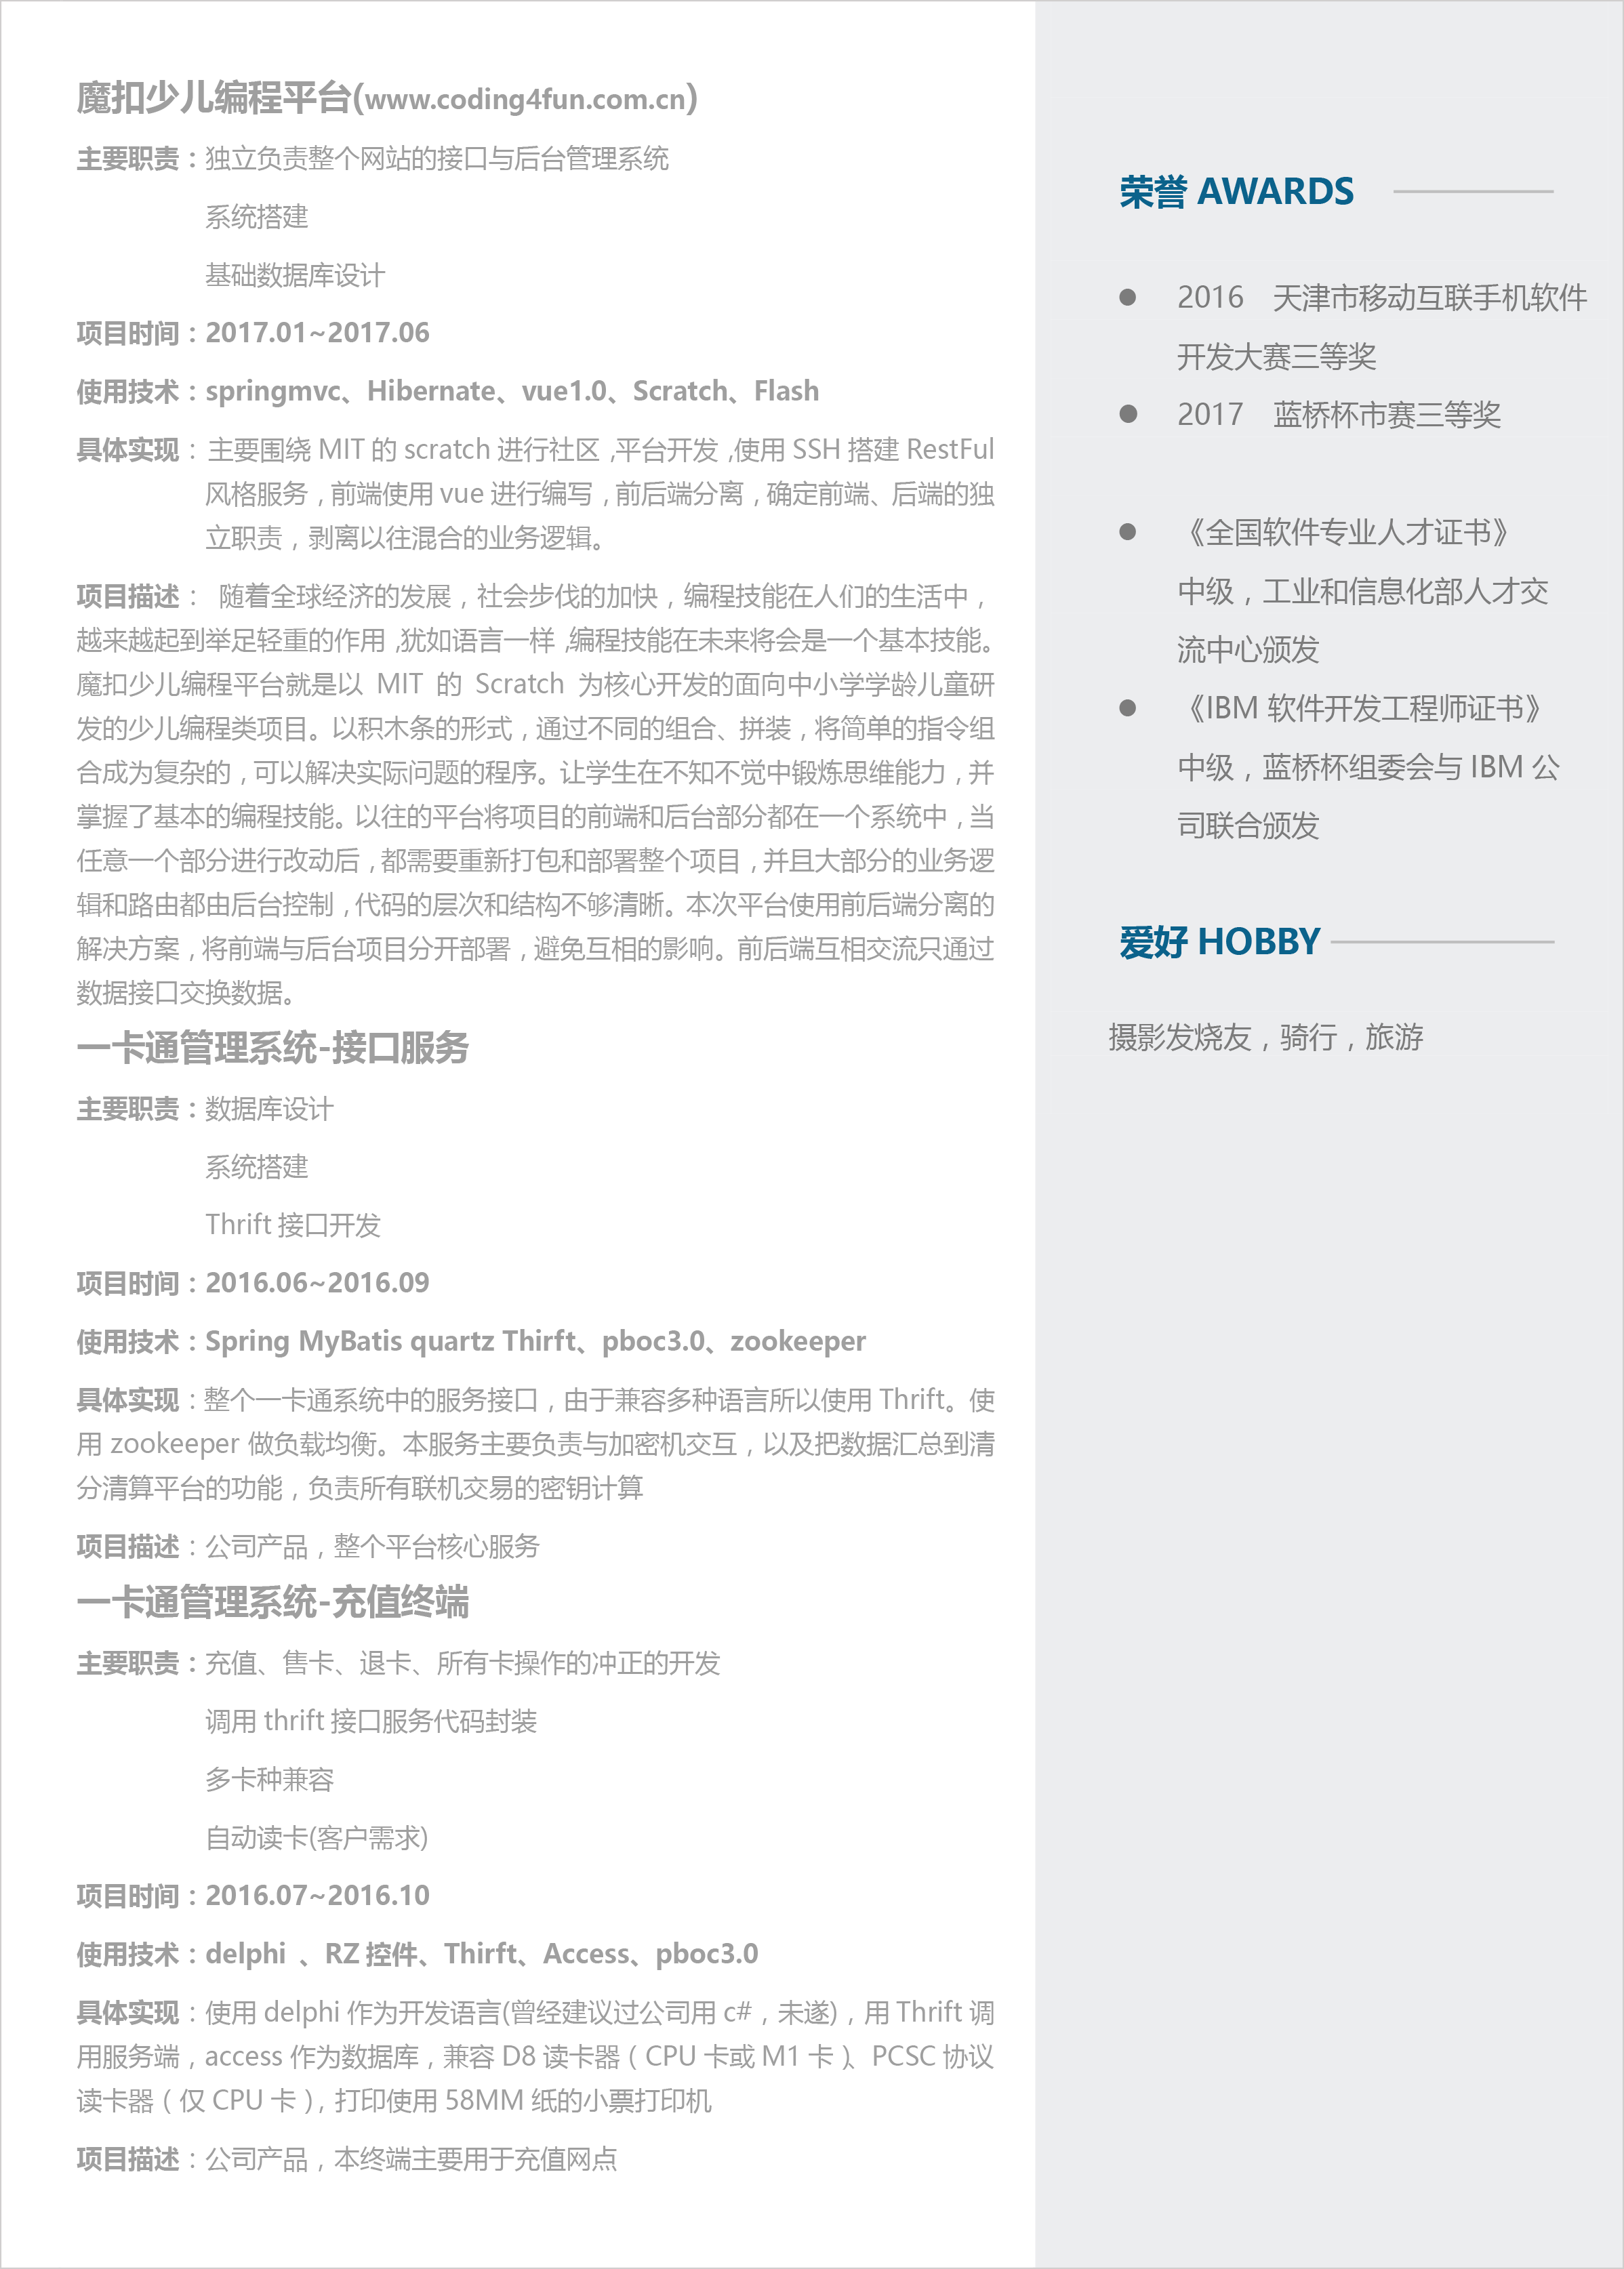 魔扣少儿编程平台(www.coding4fun.com.cn)
主要职责：独立负责整个网站的接口与后台管理系统
系统搭建
基础数据库设计
项目时间：2017.01~2017.06
使用技术：springmvc、Hibernate、vue1.0、Scratch、Flash
具体实现：主要围绕 MIT 的 scratch 进行社区，平台开发，使用 SSH 搭建 RestFul
风格服务，前端使用 vue 进行编写，前后端分离，确定前端、后端的独
立职责，剥离以往混合的业务逻辑。
项目描述： 随着全球经济的发展，社会步伐的加快，编程技能在人们的生活中，
越来越起到举足轻重的作用，犹如语言一样，编程技能在未来将会是一个基本技能。
魔扣少儿编程平台就是以 MIT 的 Scratch 为核心开发的面向中小学学龄儿童研
发的少儿编程类项目。以积木条的形式，通过不同的组合、拼装，将简单的指令组
合成为复杂的，可以解决实际问题的程序。让学生在不知不觉中锻炼思维能力，并
掌握了基本的编程技能。以往的平台将项目的前端和后台部分都在一个系统中，当
任意一个部分进行改动后，都需要重新打包和部署整个项目，并且大部分的业务逻
辑和路由都由后台控制，代码的层次和结构不够清晰。本次平台使用前后端分离的
解决方案，将前端与后台项目分开部署，避免互相的影响。前后端互相交流只通过
数据接口交换数据。
一卡通管理系统-接口服务
主要职责：数据库设计
系统搭建
Thrift 接口开发
项目时间：2016.06~2016.09
使用技术：Spring MyBatis quartz Thirft、pboc3.0、zookeeper
具体实现：整个一卡通系统中的服务接口，由于兼容多种语言所以使用 Thrift。使
用 zookeeper 做负载均衡。本服务主要负责与加密机交互，以及把数据汇总到清
分清算平台的功能，负责所有联机交易的密钥计算
项目描述：公司产品，整个平台核心服务
一卡通管理系统-充值终端
主要职责：充值、售卡、退卡、所有卡操作的冲正的开发
调用 thrift 接口服务代码封装
多卡种兼容
自动读卡(客户需求)
项目时间：2016.07~2016.10
使用技术：delphi 、RZ 控件、Thirft、Access、pboc3.0
具体实现：使用 delphi 作为开发语言(曾经建议过公司用 c#，未遂)，用 Thrift 调
用服务端，access 作为数据库，兼容 D8 读卡器（CPU 卡或 M1 卡）、PCSC 协议
读卡器（仅 CPU 卡），打印使用 58MM 纸的小票打印机
项目描述：公司产品，本终端主要用于充值网点
荣誉 AWARDS
● 2016 天津市移动互联手机软件
开发大赛三等奖
● 2017 蓝桥杯市赛三等奖
● 《全国软件专业人才证书》
中级，工业和信息化部人才交
流中心颁发
● 《IBM 软件开发工程师证书》
中级，蓝桥杯组委会与 IBM 公
司联合颁发
爱好 HOBBY
摄影发烧友，骑行，旅游